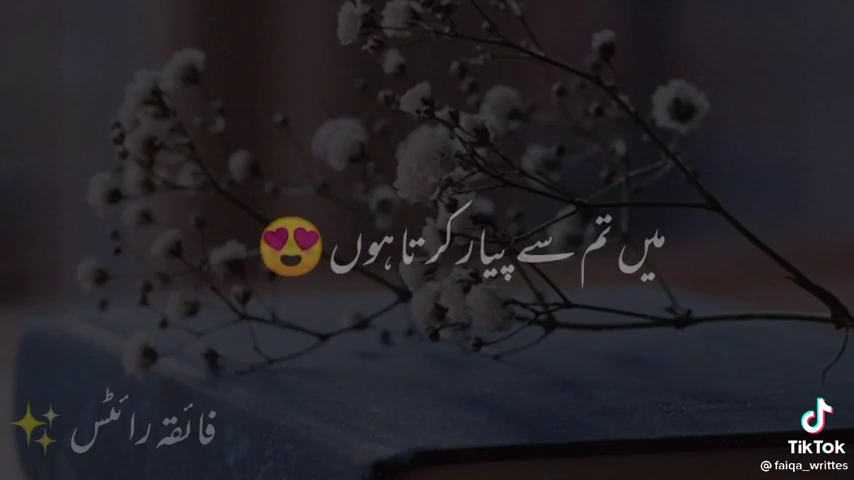 میں تم سے پیار کرتا ہوں 😍
فائقہ رائٹس ✨
TikTok
@faiqa_writtes